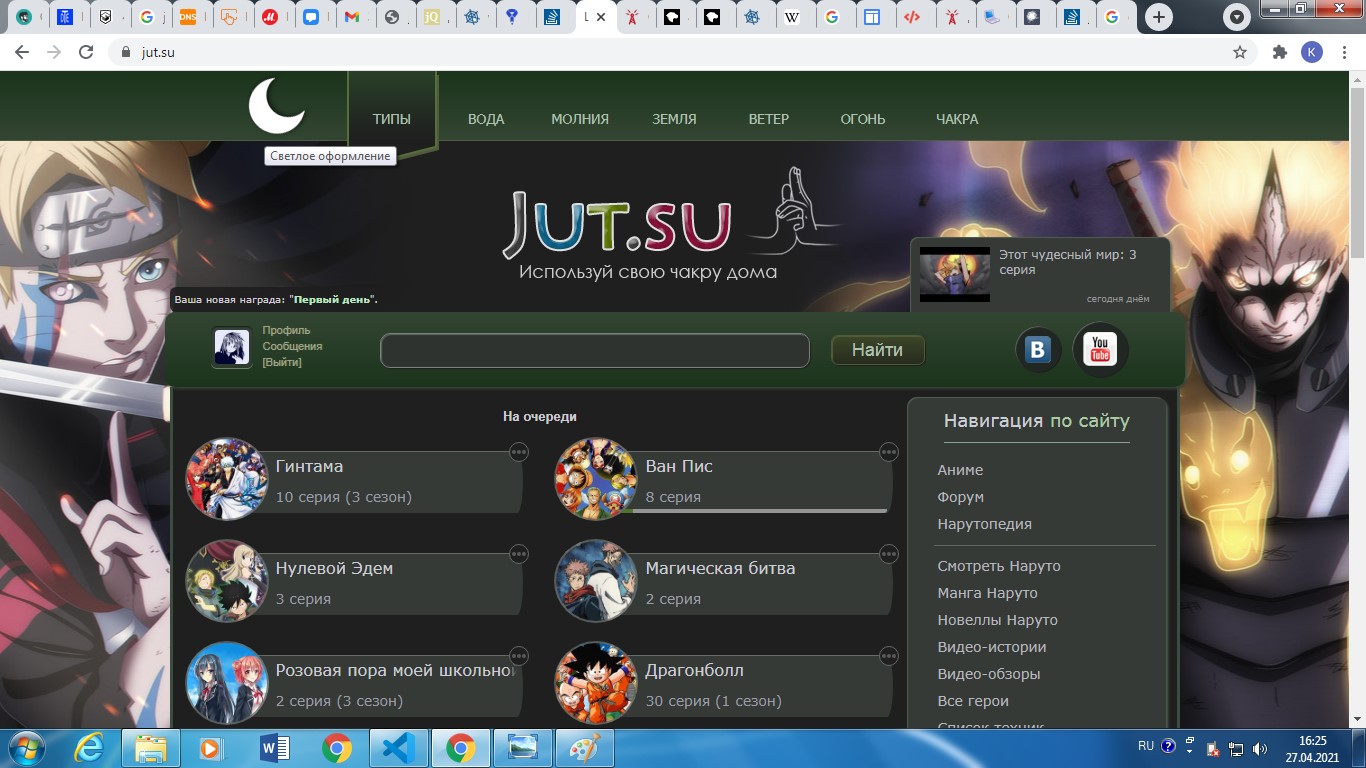 jut.su
ТИПЫ
ВОДА
МОЛНИЯ
ЗЕМЛЯ
ВЕТЕР
ОГОНЬ
ЧАКРА
Светлое оформление
Jut.su
Используй свою чакру дома
Этот чудесный мир: 3
серия
сегодня днём
Ваша новая награда: "Первый день".
Профиль
Сообщения
[Выйти]
Найти
В
You
Tube
На очереди
Гинтама
10 серия (3 сезон)
Ван Пис
8 серия
Нулевой Эдем
3 серия
Магическая битва
2 серия
Розовая пора моей школьной
2 серия (3 сезон)
Драгонболл
30 серия (1 сезон)
Навигация по сайту
Аниме
Форум
Нарутопедия
Смотреть Наруто
Манга Наруто
Новеллы Наруто
Видео-истории
Видео-обзоры
Все герои
Список техник
RU
16:25
27.04.2021